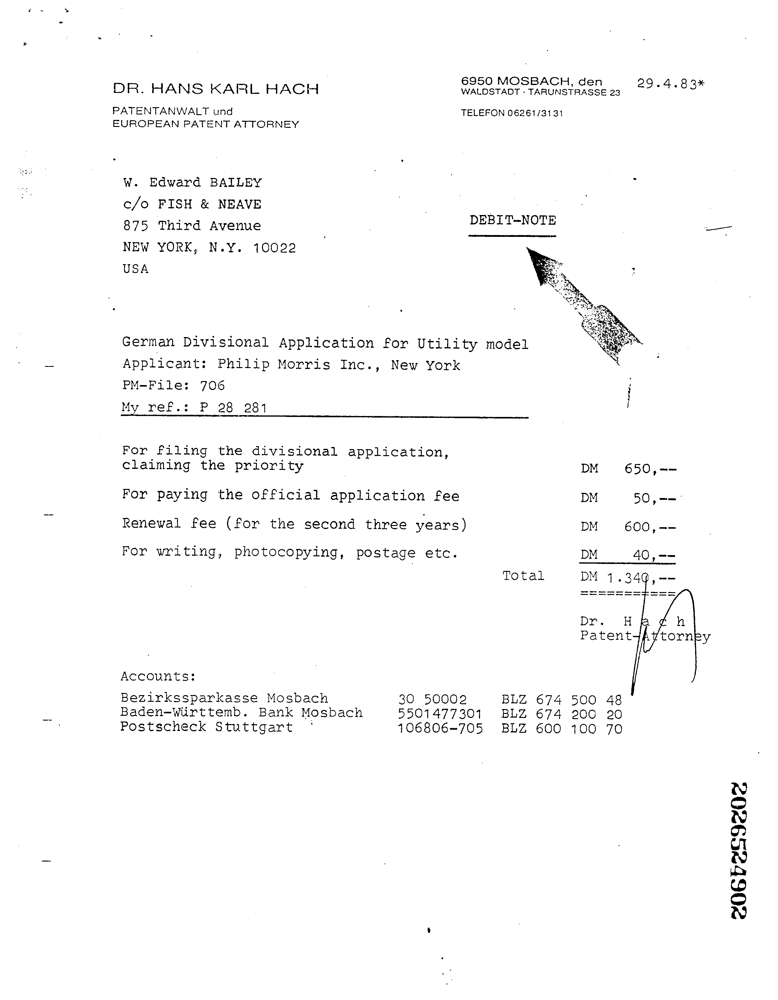 DR. HANS KARL HACH
PATENTANWALT und
EUROPEAN PATENT ATTORNEY
6950 MOSBACH, den 29.4.83*
WALDSTADT · TARUNSTRASSE 23
TELEFON 06261/3131
W. Edward BAILEY
c/o FISH & NEAVE
875 Third Avenue
NEW YORK, N.Y. 10022
USA
DEBIT-NOTE
German Divisional Application for Utility model
Applicant: Philip Morris Inc., New York
PM-File: 706
My ref.: P 28 281
For filing the divisional application,
claiming the priority DM 650,--
For paying the official application fee DM 50,--
Renewal fee (for the second three years) DM 600,--
For writing, photocopying, postage etc. DM 40,--
Total DM 1.340,--
===========
Dr. H a c h
Patent-Attorney
Accounts:
Bezirkssparkasse Mosbach 30 50002 BLZ 674 500 48
Baden-Württemb. Bank Mosbach 5501477301 BLZ 674 200 20
Postscheck Stuttgart 106806-705 BLZ 600 100 70
2026524902